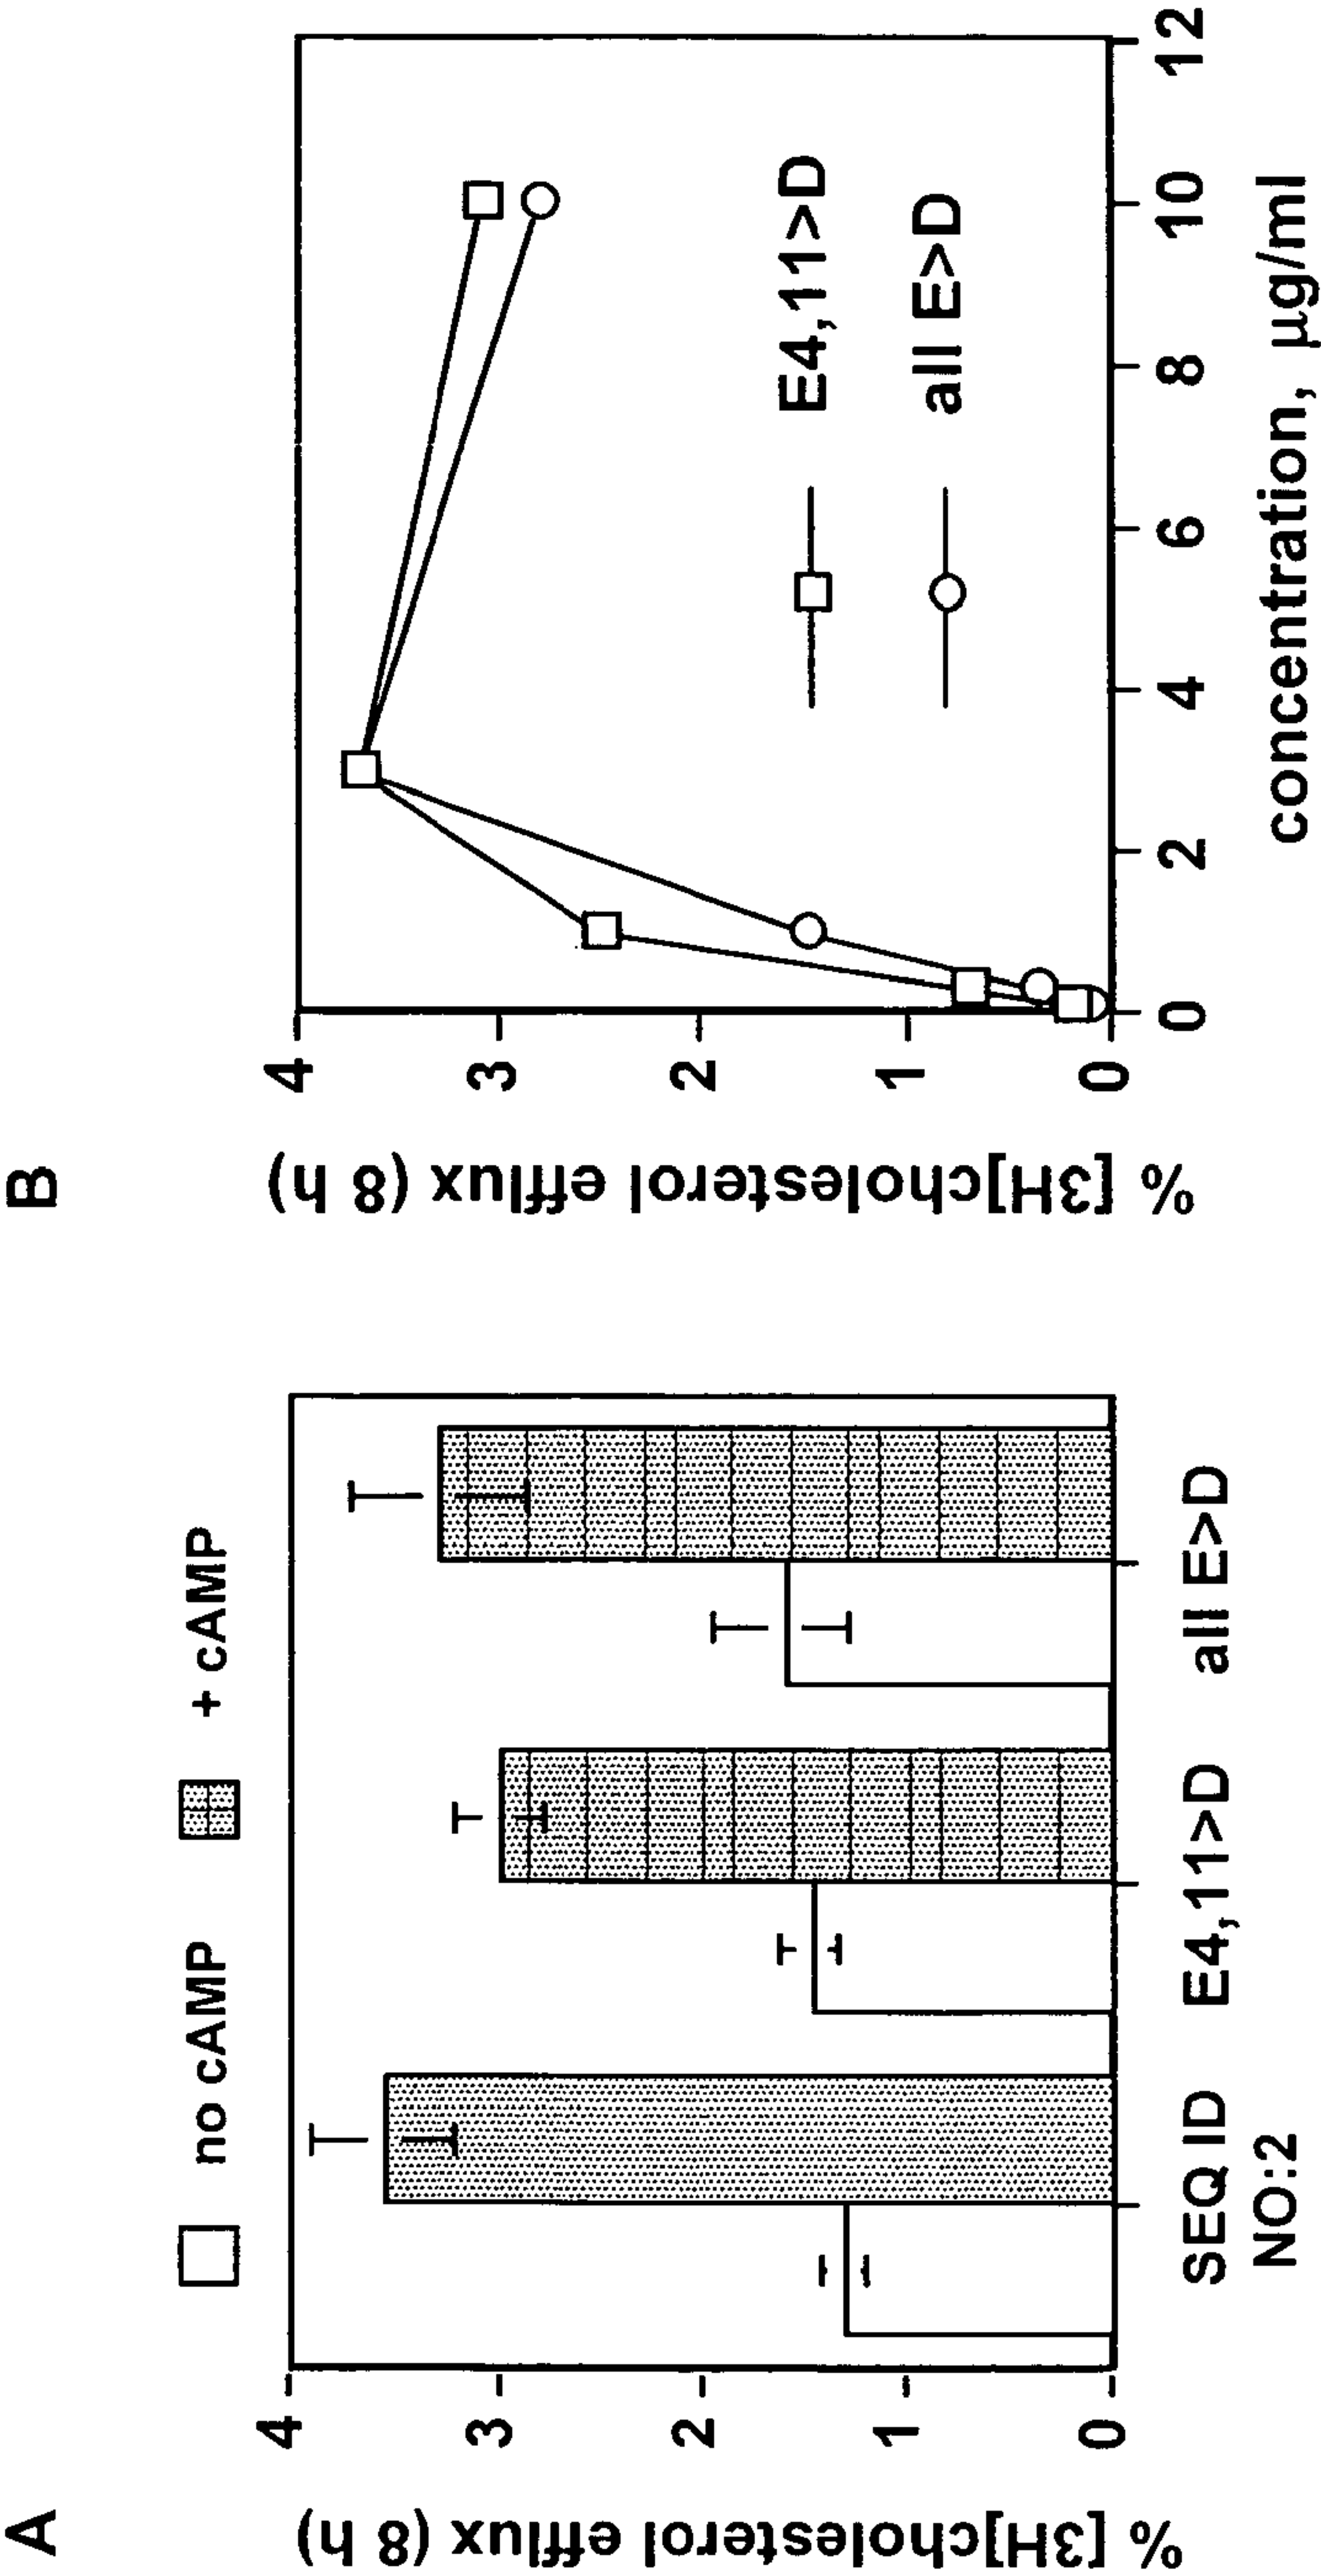 A
no cAMP
+ cAMP
% [3H]cholesterol efflux (8 h)
4
3
2
1
0
SEQ ID
NO:2
E4,11>D
all E>D
B
% [3H]cholesterol efflux (8 h)
4
3
2
1
0
E4,11>D
all E>D
0 2 4 6 8 10 12
concentration, µg/ml